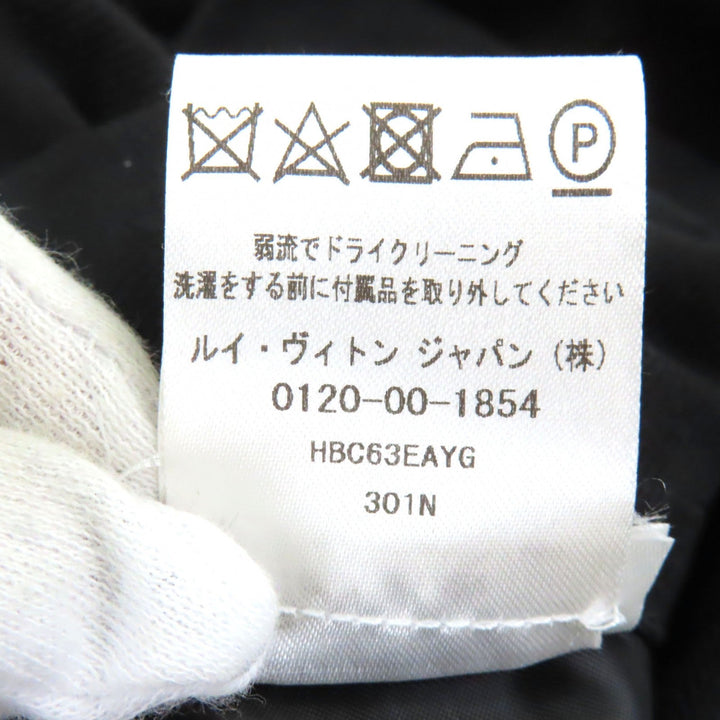 P
弱流でドライクリーニング
洗濯をする前に付属品を取り外してください
ルイ・ヴィトン ジャパン (株)
0120-00-1854
HBC63EAYG
301N